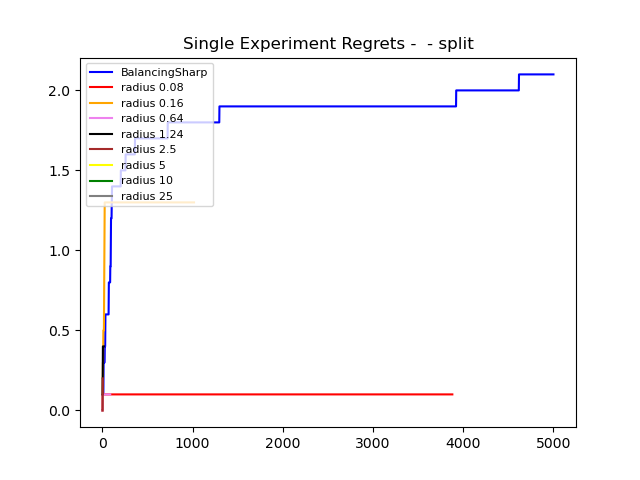 Single Experiment Regrets -  - split
BalancingSharp
radius 0.08
radius 0.16
radius 0.64
radius 1.24
radius 2.5
radius 5
radius 10
radius 25
2.0
1.5
1.0
0.5
0.0
0
1000
2000
3000
4000
5000